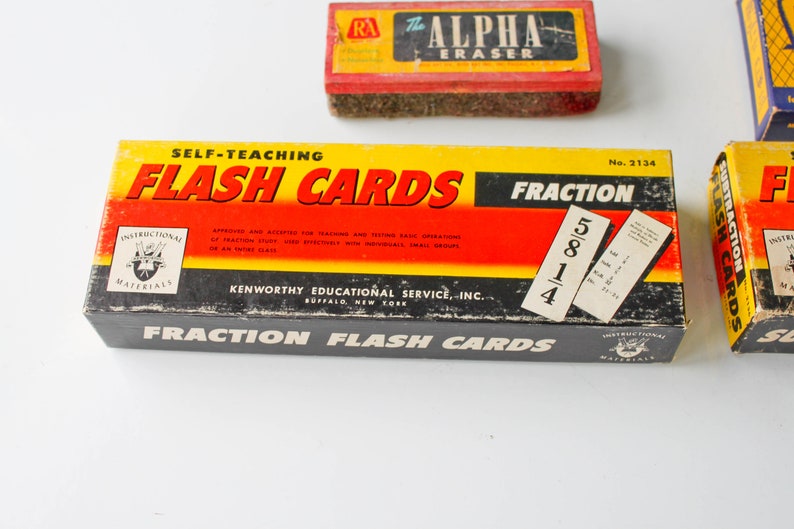 RA
The ALPHA
ERASER
SELF-TEACHING
No. 2134
FLASH CARDS
FRACTION
APPROVED AND ACCEPTED FOR TEACHING AND TESTING BASIC OPERATIONS
OF FRACTION STUDY. USED EFFECTIVELY WITH INDIVIDUALS, SMALL GROUPS,
OR AN ENTIRE CLASS.
INSTRUCTIONAL
MATERIALS
5
8
1
4
KENWORTHY EDUCATIONAL SERVICE, INC.
BUFFALO, NEW YORK
FRACTION FLASH CARDS
INSTRUCTIONAL
MATERIALS
SUBTRACTION
FLASH CARDS